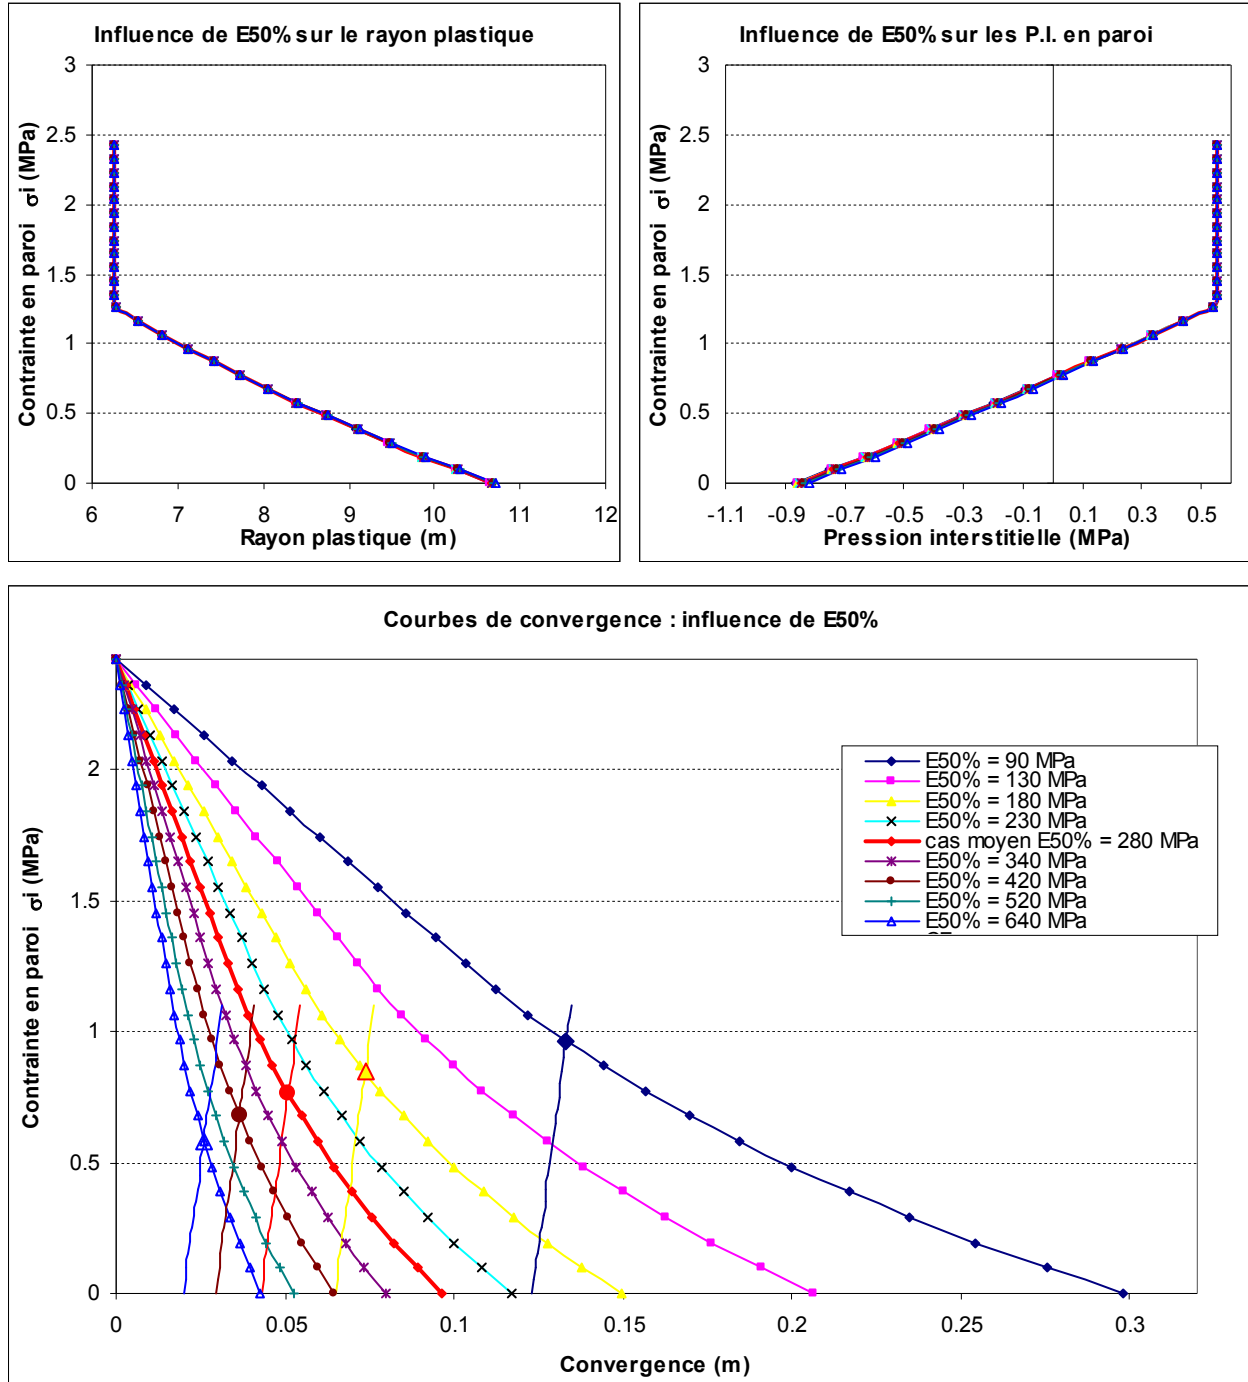 Influence de E50% sur le rayon plastique
3
2.5
2
1.5
1
0.5
0
Contrainte en paroi σi (MPa)
6 7 8 9 10 11 12
Rayon plastique (m)
Influence de E50% sur les P.I. en paroi
3
2.5
2
1.5
1
0.5
0
Contrainte en paroi σi (MPa)
-1.1 -0.9 -0.7 -0.5 -0.3 -0.1 0.1 0.3 0.5
Pression interstitielle (MPa)
Courbes de convergence : influence de E50%
2
1.5
1
0.5
0
Contrainte en paroi σi (MPa)
E50% = 90 MPa
E50% = 130 MPa
E50% = 180 MPa
E50% = 230 MPa
cas moyen E50% = 280 MPa
E50% = 340 MPa
E50% = 420 MPa
E50% = 520 MPa
E50% = 640 MPa
0 0.05 0.1 0.15 0.2 0.25 0.3
Convergence (m)